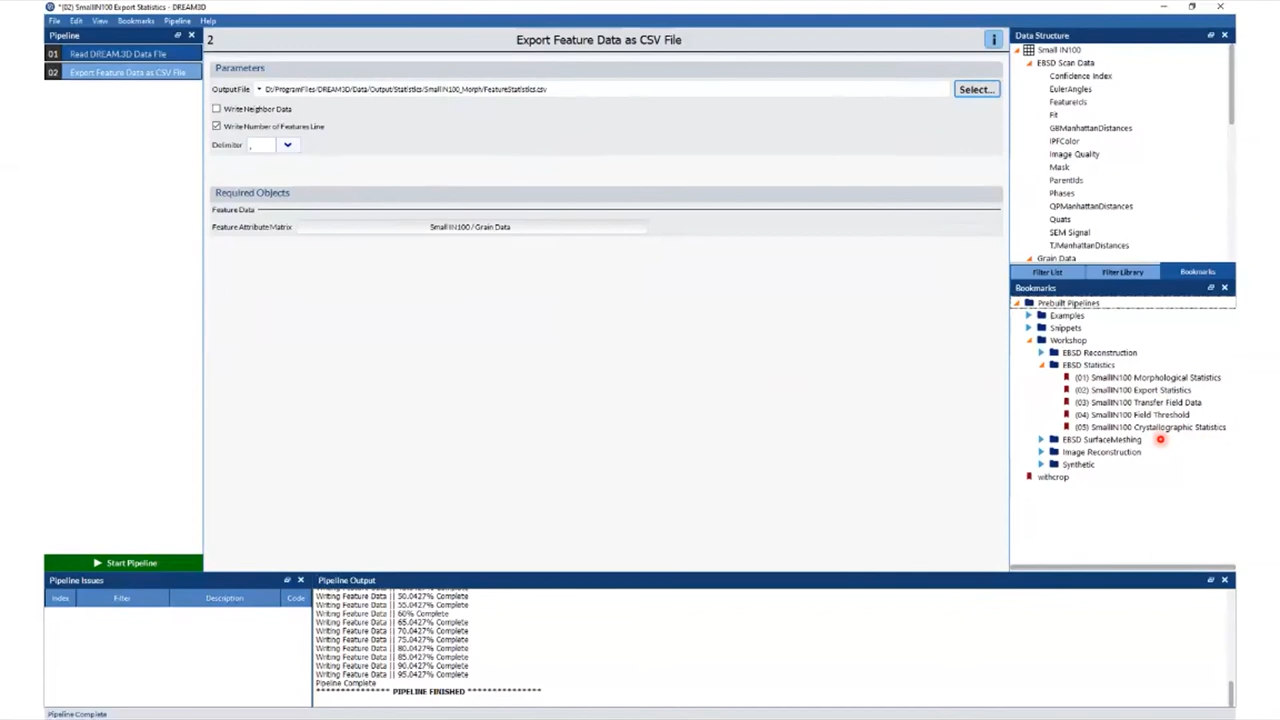 *(02) SmallIN100 Export Statistics - DREAM3D
File Edit View Bookmarks Pipeline Help
Pipeline
01 Read DREAM.3D Data File
02 Export Feature Data as CSV File
Start Pipeline
2 Export Feature Data as CSV File i
Parameters
Output File D:/ProgramFiles/DREAM3D/Data/Output/Statistics/SmallIN100_Morph/FeatureStatistics.csv Select...
Write Neighbor Data
Write Number of Features Line
Delimiter ,
Required Objects
Feature Data
Feature Attribute Matrix Small IN100 / Grain Data
Data Structure
Small IN100
EBSD Scan Data
Confidence Index
EulerAngles
FeatureIds
Fit
GBManhattanDistances
IPFColor
Image Quality
Mask
ParentIds
Phases
QPManhattanDistances
Quats
SEM Signal
TJManhattanDistances
Grain Data
Filter List Filter Library Bookmarks
Bookmarks
Prebuilt Pipelines
Examples
Snippets
Workshop
EBSD Reconstruction
EBSD Statistics
(01) SmallIN100 Morphological Statistics
(02) SmallIN100 Export Statistics
(03) SmallIN100 Transfer Field Data
(04) SmallIN100 Field Threshold
(05) SmallIN100 Crystallographic Statistics
EBSD SurfaceMeshing
Image Reconstruction
Synthetic
withcrop
Pipeline Issues
Index Filter Description Code
Pipeline Output
Writing Feature Data || 50.0427% Complete
Writing Feature Data || 55.0427% Complete
Writing Feature Data || 60% Complete
Writing Feature Data || 65.0427% Complete
Writing Feature Data || 70.0427% Complete
Writing Feature Data || 75.0427% Complete
Writing Feature Data || 80.0427% Complete
Writing Feature Data || 85.0427% Complete
Writing Feature Data || 90.0427% Complete
Writing Feature Data || 95.0427% Complete
Pipeline Complete
*************** PIPELINE FINISHED ***************
Pipeline Complete